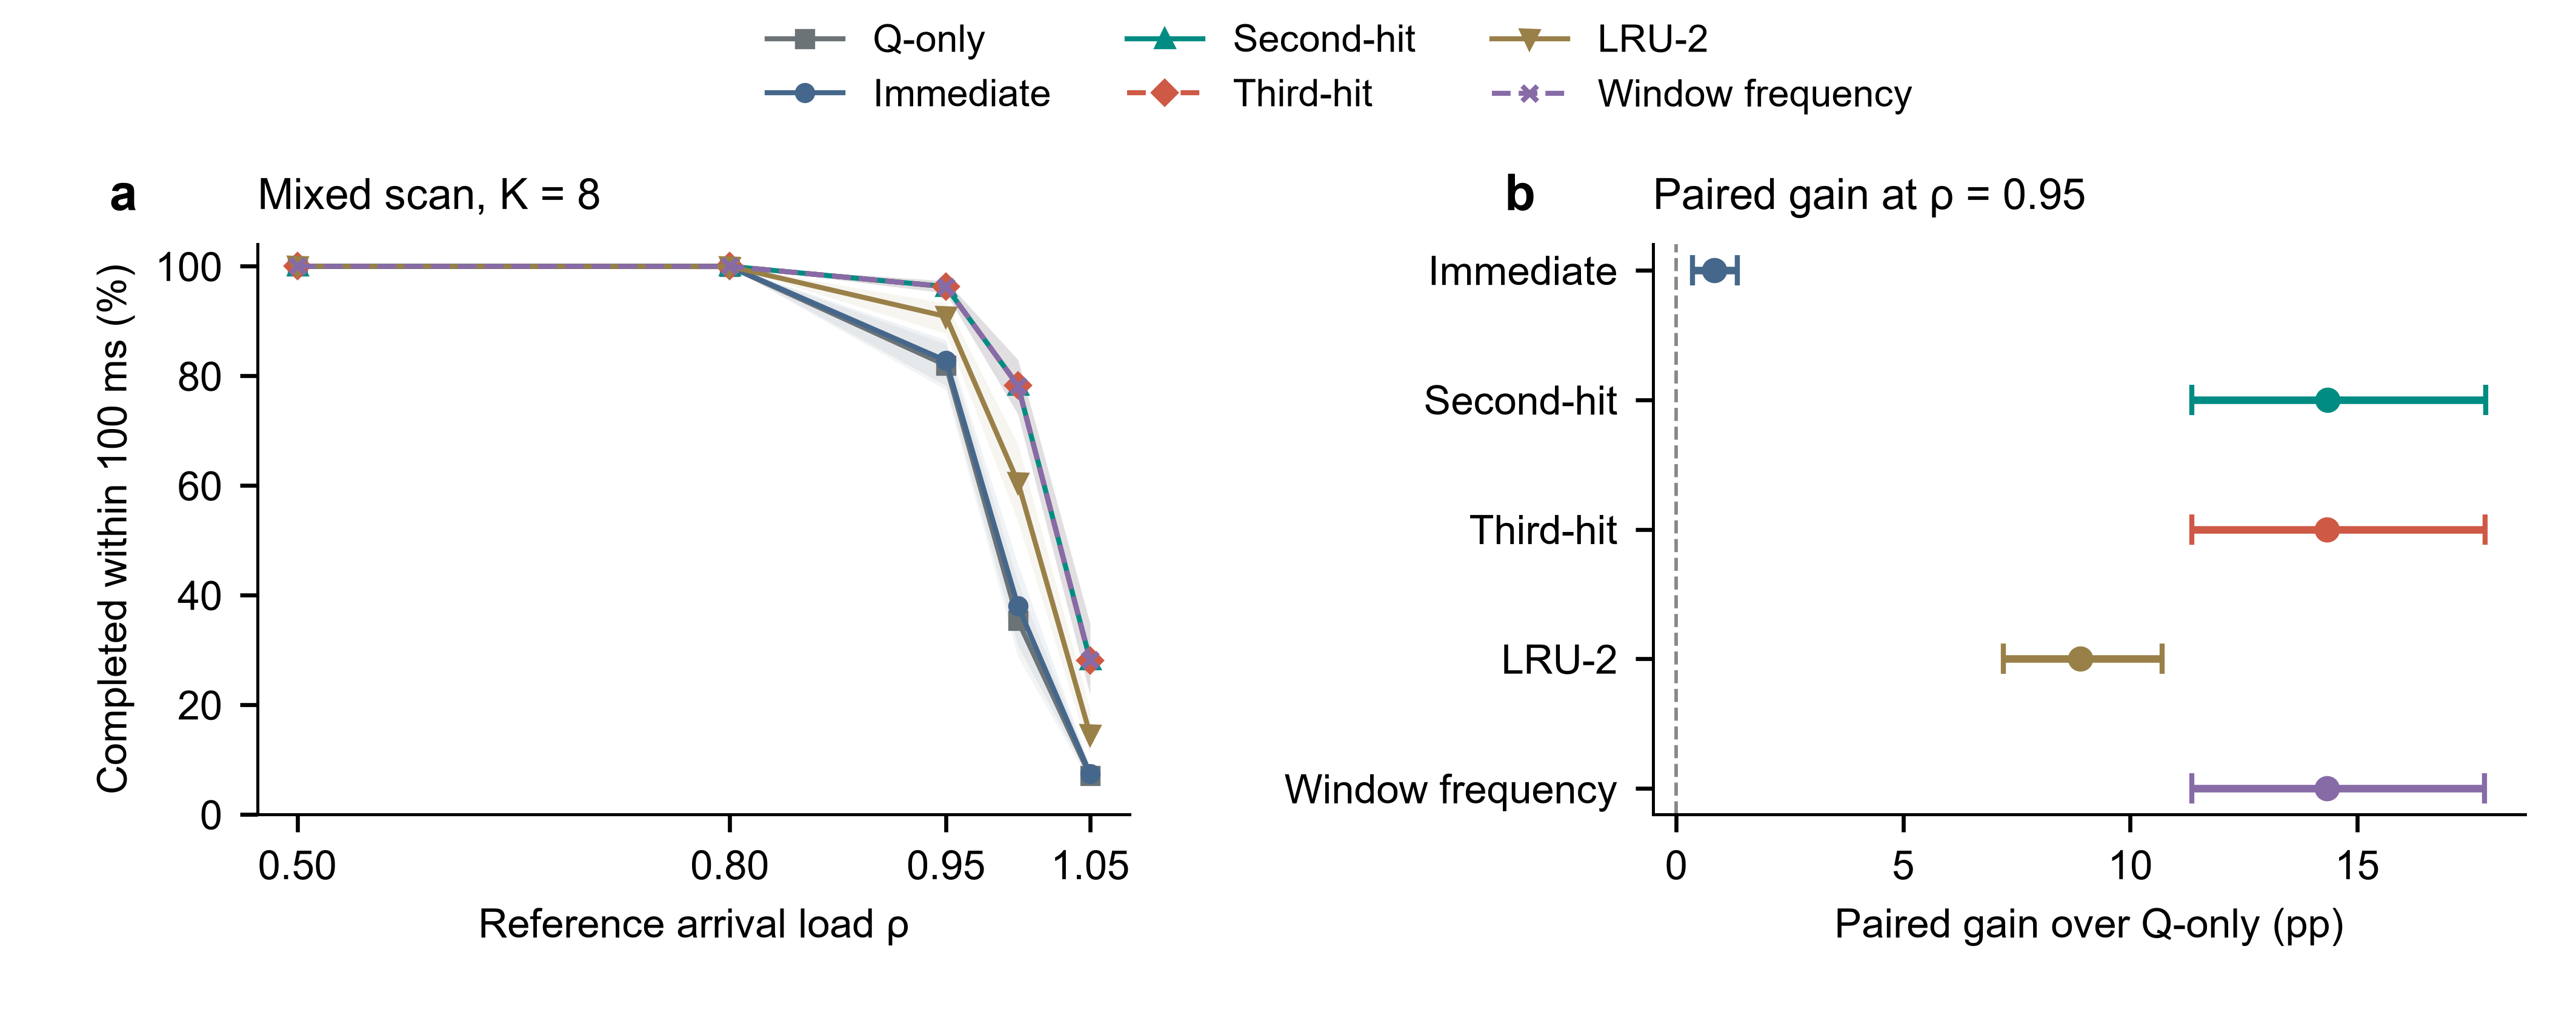 Q-only
Second-hit
LRU-2
Immediate
Third-hit
Window frequency
a
Mixed scan, K = 8
Completed within 100 ms (%)
100
80
60
40
20
0
0.50
0.80
0.95
1.05
Reference arrival load ρ
b
Paired gain at ρ = 0.95
Immediate
Second-hit
Third-hit
LRU-2
Window frequency
0
5
10
15
Paired gain over Q-only (pp)